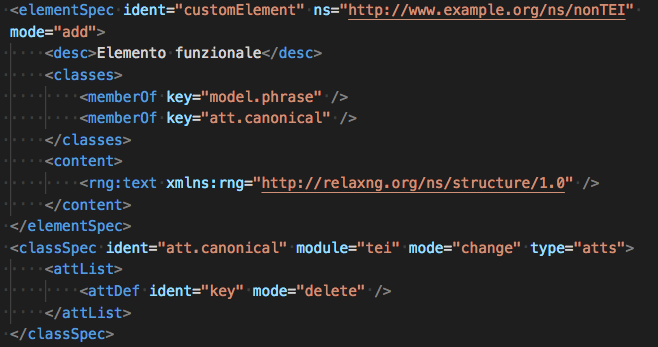 <elementSpec ident="customElement" ns="http://www.example.org/ns/nonTEI"
mode="add">
    <desc>Elemento funzionale</desc>
    <classes>
        <memberOf key="model.phrase" />
        <memberOf key="att.canonical" />
    </classes>
    <content>
        <rng:text xmlns:rng="http://relaxng.org/ns/structure/1.0" />
    </content>
</elementSpec>
<classSpec ident="att.canonical" module="tei" mode="change" type="atts">
    <attList>
        <attDef ident="key" mode="delete" />
    </attList>
</classSpec>